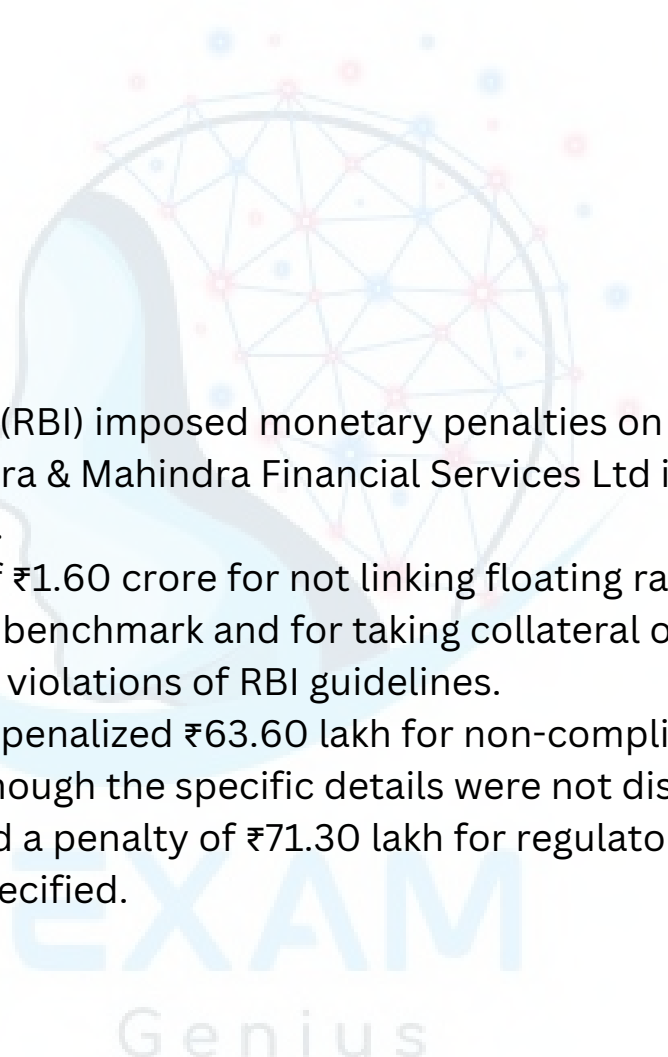 (RBI) imposed monetary penalties on
ra & Mahindra Financial Services Ltd i
.
f ₹1.60 crore for not linking floating ra
benchmark and for taking collateral o
violations of RBI guidelines.
penalized ₹63.60 lakh for non-compli
hough the specific details were not dis
d a penalty of ₹71.30 lakh for regulato
ecified.
EXAM
Genius